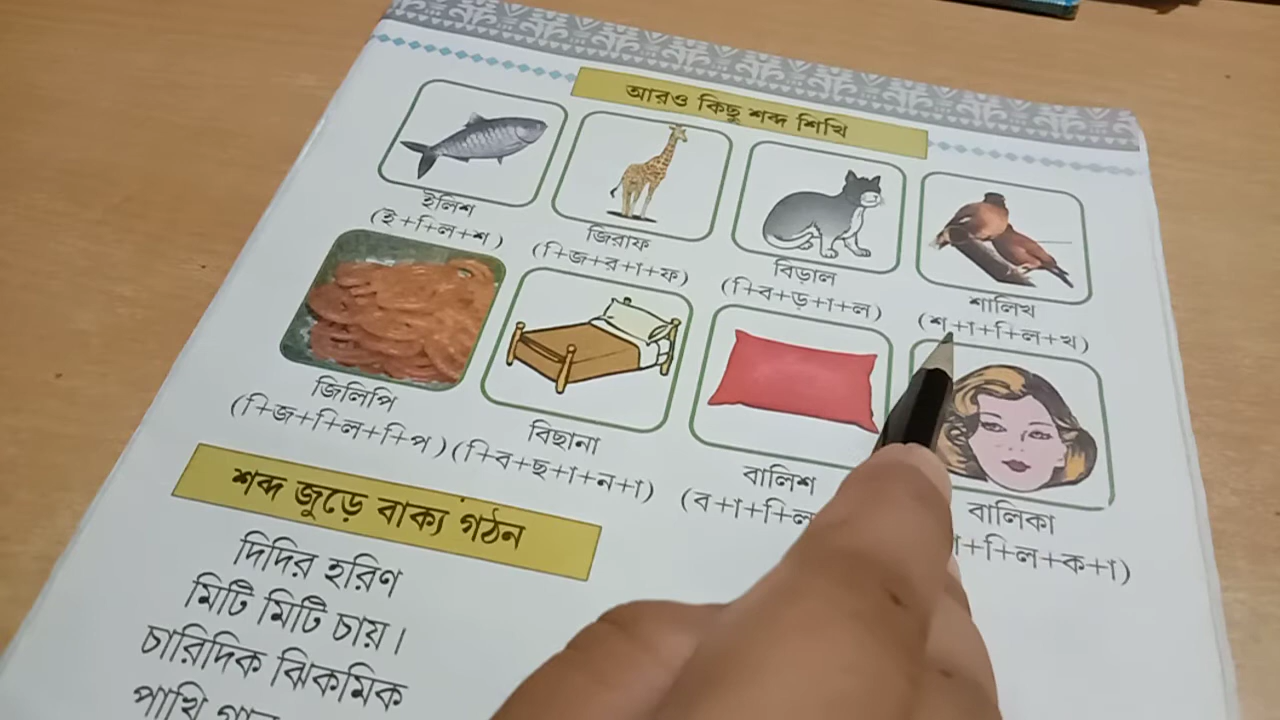 আরও কিছু শব্দ শিখি
ইলিশ
(ই+ি+ল+শ)
জিরাফ
(ি+জ+র+া+ফ)
বিড়াল
(ি+ব+ড়+া+ল)
শালিখ
(শ+া+ি+ল+খ)
জিলিপি
(ি+জ+ি+ল+ি+প)
বিছানা
(ি+ব+ছ+া+ন+া)
বালিশ
(ব+া+ি+ল
বালিকা
া+ি+ল+ক+া)
শব্দ জুড়ে বাক্য গঠন
দিদির হরিণ
মিটি মিটি চায়।
চারিদিক ঝিকমিক
পাখি